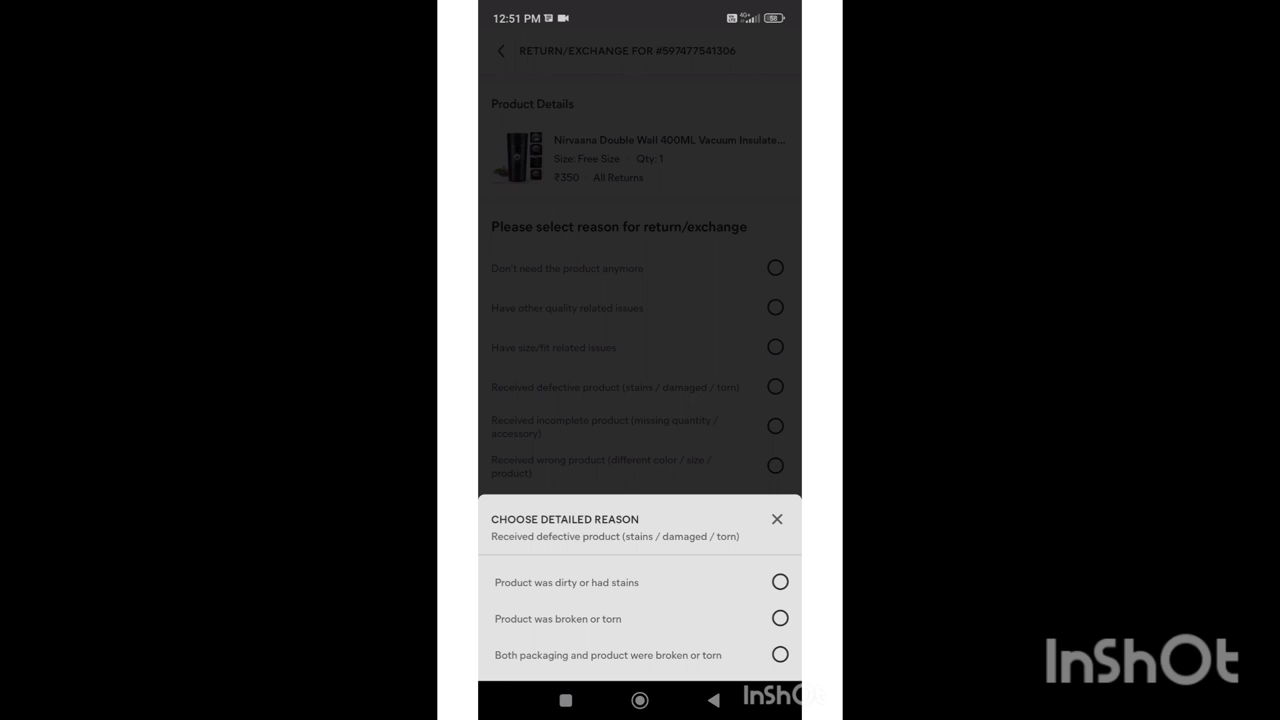 12:51 PM
4G+
58
RETURN/EXCHANGE FOR #597477541306
Product Details
Nirvaana Double Wall 400ML Vacuum Insulate...
Size: Free Size · Qty: 1
₹350 All Returns
Please select reason for return/exchange
Don't need the product anymore
Have other quality related issues
Have size/fit related issues
Received defective product (stains / damaged / torn)
Received incomplete product (missing quantity /
accessory)
Received wrong product (different color / size /
product)
CHOOSE DETAILED REASON
Received defective product (stains / damaged / torn)
Product was dirty or had stains
Product was broken or torn
Both packaging and product were broken or torn
InShOt
InShOt